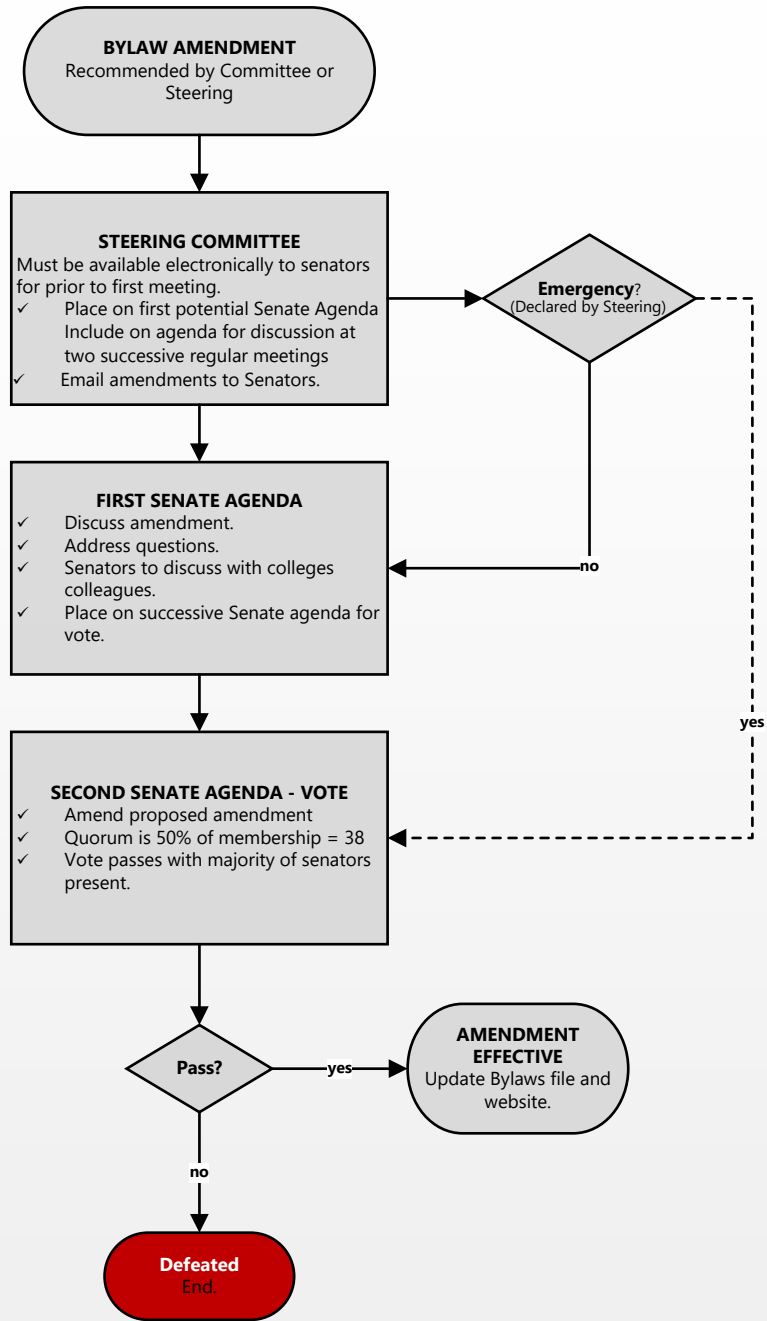 BYLAW AMENDMENT
Recommended by Committee or
Steering
STEERING COMMITTEE
Must be available electronically to senators
for prior to first meeting.
✓ Place on first potential Senate Agenda
Include on agenda for discussion at
two successive regular meetings
✓ Email amendments to Senators.
Emergency?
(Declared by Steering)
FIRST SENATE AGENDA
✓ Discuss amendment.
✓ Address questions.
✓ Senators to discuss with colleges
colleagues.
✓ Place on successive Senate agenda for
vote.
no
yes
SECOND SENATE AGENDA - VOTE
✓ Amend proposed amendment
✓ Quorum is 50% of membership = 38
✓ Vote passes with majority of senators
present.
Pass?
yes
AMENDMENT
EFFECTIVE
Update Bylaws file and
website.
no
Defeated
End.